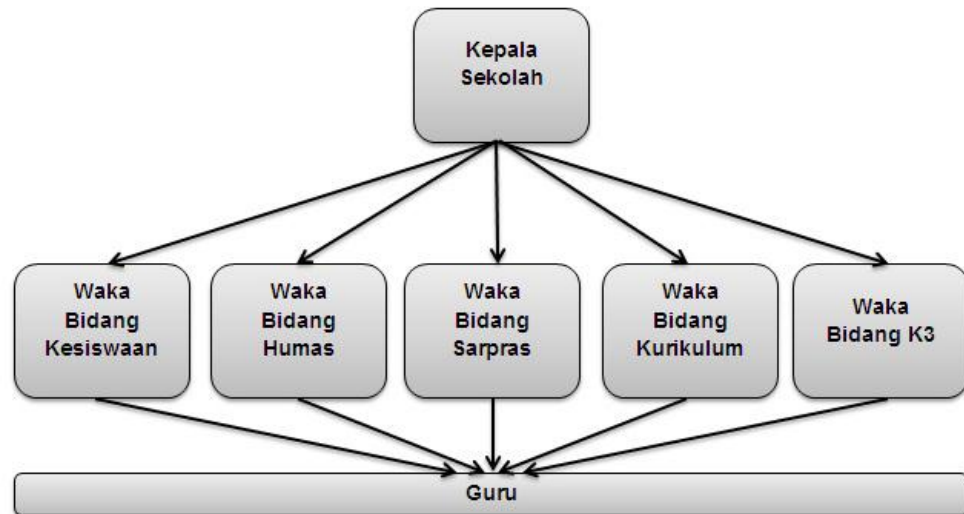 Kepala
Sekolah
Waka
Bidang
Kesiswaan
Waka
Bidang
Humas
Waka
Bidang
Sarpras
Waka
Bidang
Kurikulum
Waka
Bidang K3
Guru